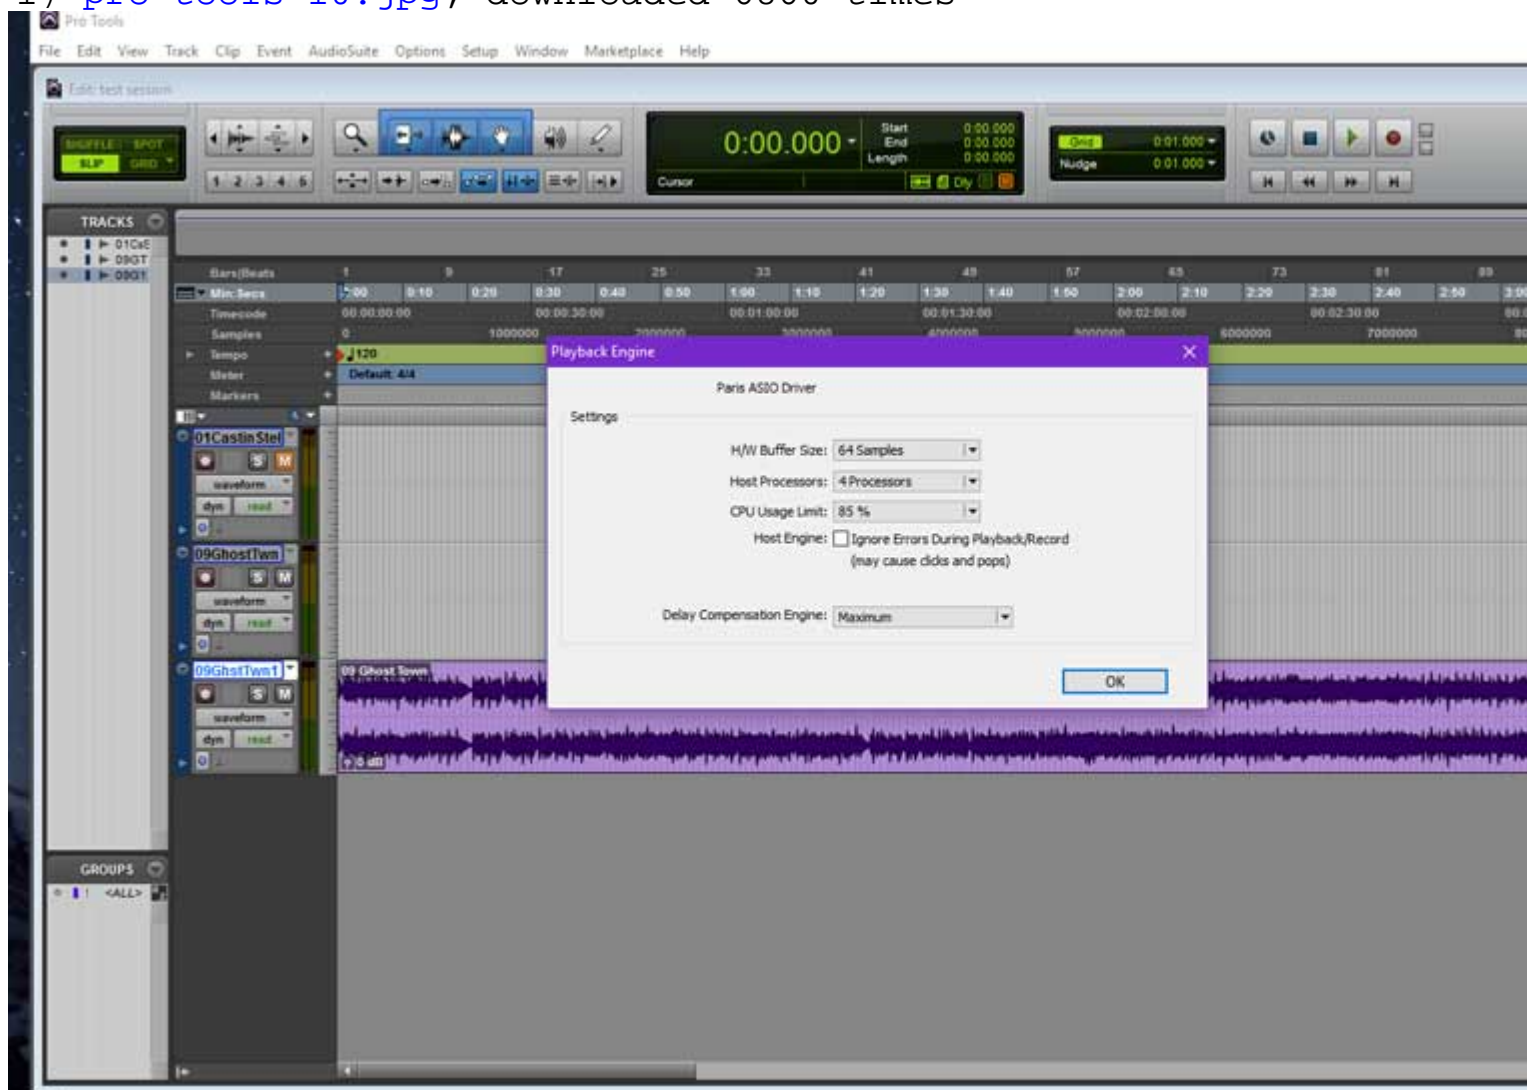 Pro Tools
File Edit View Track Clip Event AudioSuite Options Setup Window Marketplace Help
Edit: test session
SHUFFLE SPOT
SLIP GRID
1 2 3 4 5
0:00.000
Start 0:00.000
End 0:00.000
Length 0:00.000
Cursor
Dly
Grid 0:01.000
Nudge 0:01.000
TRACKS
01CsS
09GT
09G1
Bars|Beats 1 9 17 25 33 41 49 57 65 73 81 89
Min:Secs 0:00 0:10 0:20 0:30 0:40 0:50 1:00 1:10 1:20 1:30 1:40 1:50 2:00 2:10 2:20 2:30 2:40 2:50 3:00
Timecode 00:00:00:00 00:00:30:00 00:01:00:00 00:01:30:00 00:02:00:00 00:02:30:00
Samples 0 1000000 2000000 3000000 4000000 5000000 6000000 7000000
Tempo 120
Meter Default: 4/4
Markers
Playback Engine
Paris ASIO Driver
Settings
H/W Buffer Size: 64 Samples
Host Processors: 4 Processors
CPU Usage Limit: 85 %
Host Engine: Ignore Errors During Playback/Record
(may cause clicks and pops)
Delay Compensation Engine: Maximum
OK
01CastinStel
S M
waveform
dyn read
09GhostTwn
S M
waveform
dyn read
09GhstTwn1
S M
waveform
dyn read
09 Ghost Town
0 dB
GROUPS
! <ALL>